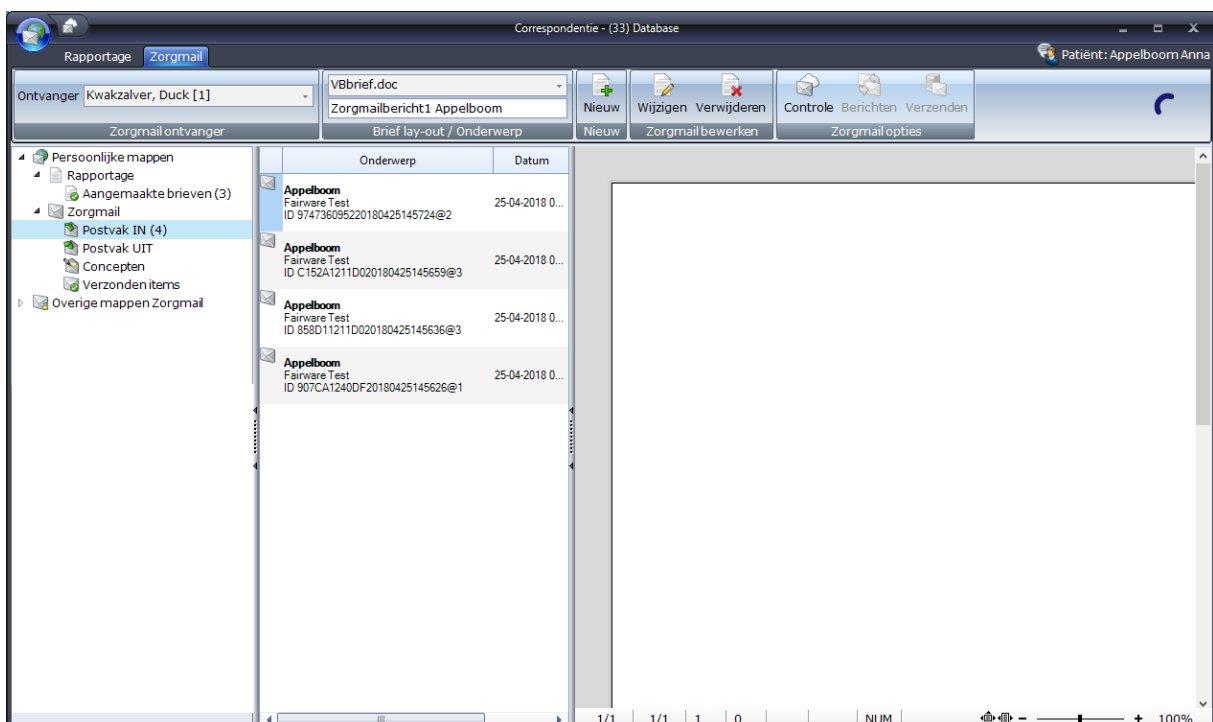 Correspondentie - (33) Database
Rapportage Zorgmail
Patiënt: Appelboom Anna
Ontvanger Kwakzalver, Duck [1]
Zorgmail ontvanger
VBbrief.doc
Zorgmailbericht1 Appelboom
Brief lay-out / Onderwerp
Nieuw
Nieuw
Wijzigen Verwijderen
Zorgmail bewerken
Controle Berichten Verzenden
Zorgmail opties
Persoonlijke mappen
Rapportage
Aangemaakte brieven (3)
Zorgmail
Postvak IN (4)
Postvak UIT
Concepten
Verzonden items
Overige mappen Zorgmail
Onderwerp Datum
Appelboom
Fairware Test 25-04-2018 0...
ID 974736095220180425145724@2
Appelboom
Fairware Test 25-04-2018 0...
ID C152A1211D020180425145659@3
Appelboom
Fairware Test 25-04-2018 0...
ID 858D11211D020180425145636@3
Appelboom
Fairware Test 25-04-2018 0...
ID 907CA1240DF20180425145626@1
1/1 1/1 1 0 NUM 100%